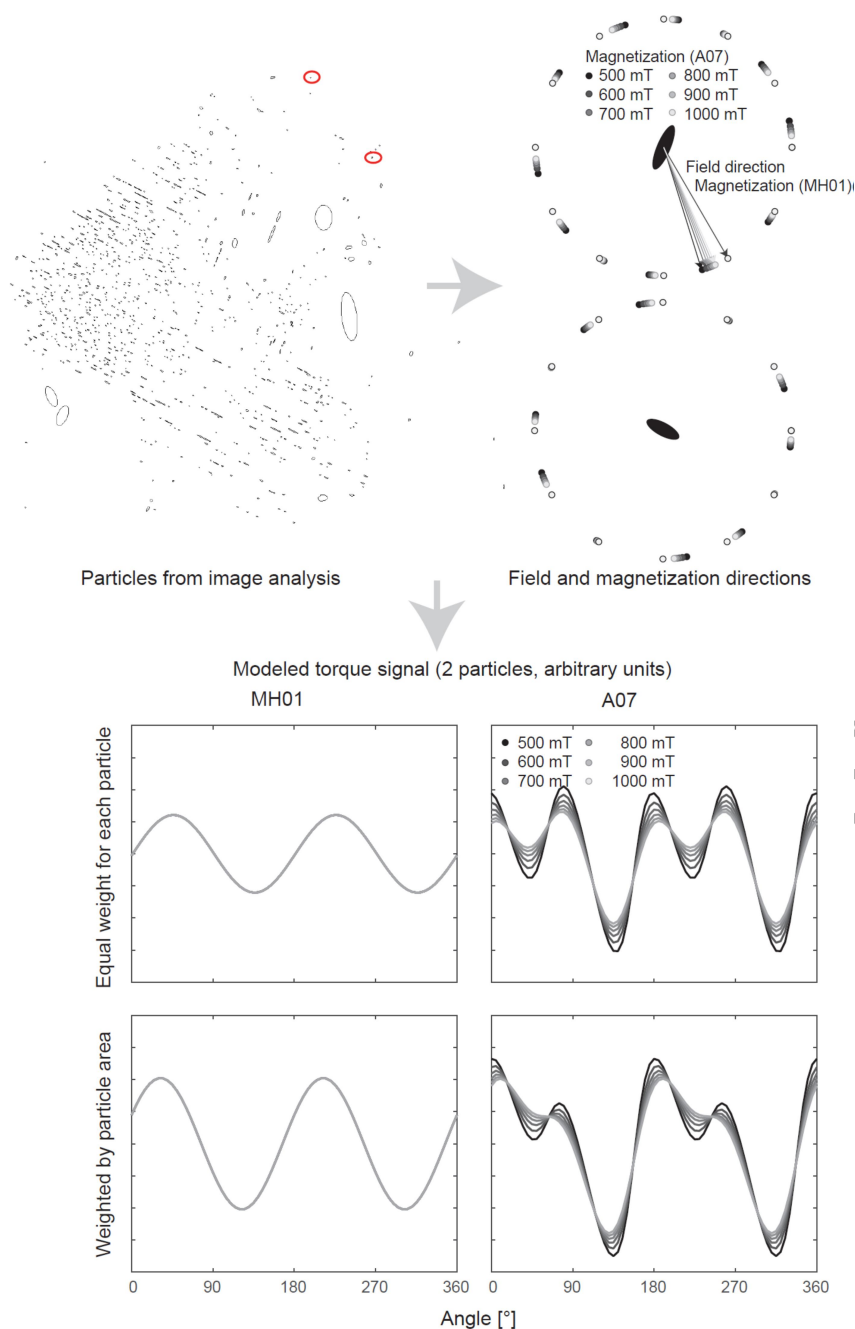 Magnetization (A07)
500 mT 800 mT
600 mT 900 mT
700 mT 1000 mT
Field direction
Magnetization (MH01)(
Particles from image analysis
Field and magnetization directions
Modeled torque signal (2 particles, arbitrary units)
MH01
A07
Equal weight for each particle
500 mT 800 mT
600 mT 900 mT
700 mT 1000 mT
Weighted by particle area
0 90 180 270 360
0 90 180 270 360
Angle [°]